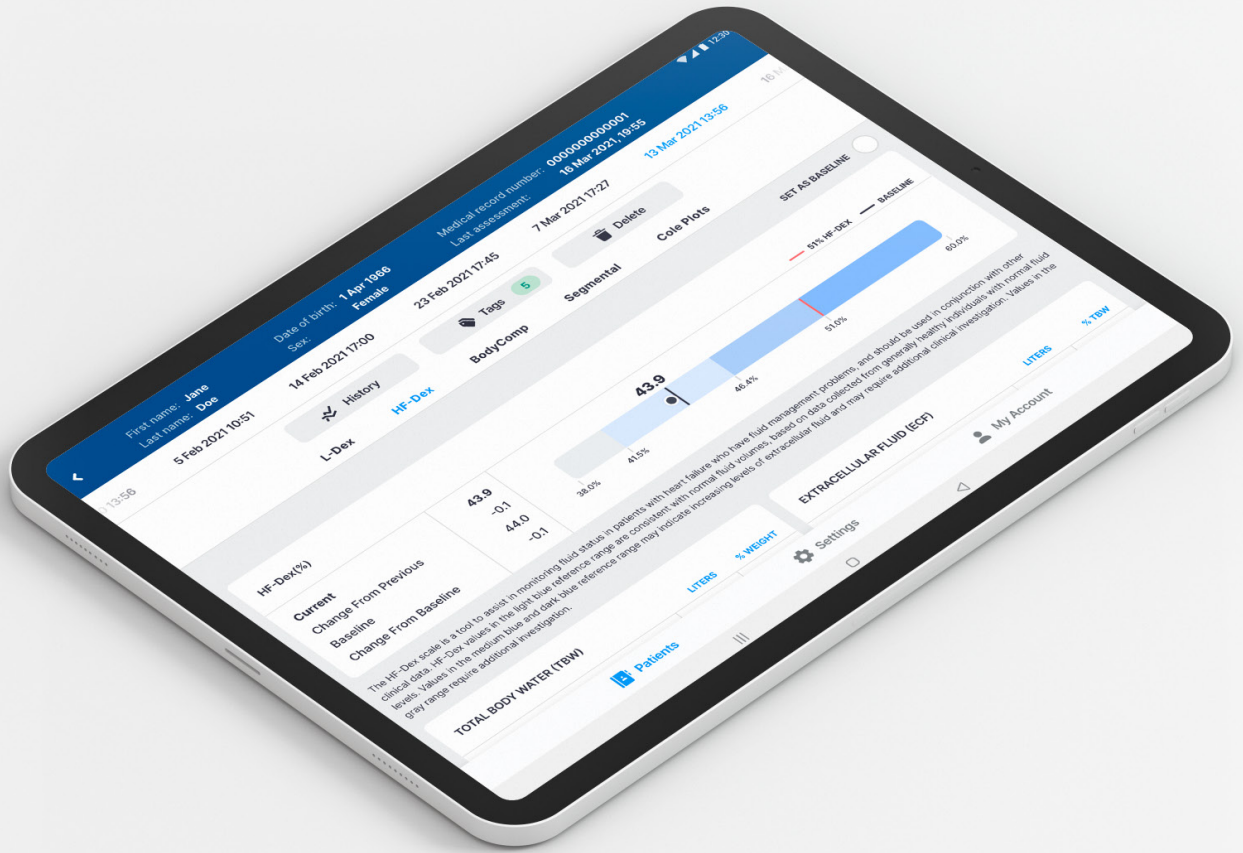 12:30
First name: Jane
Last name: Doe
Date of birth: 1 Apr 1966
Sex: Female
Medical record number: 0000000000001
Last assessment: 16 Mar 2021, 19:55
13:56
5 Feb 2021 10:51
14 Feb 2021 17:00
23 Feb 2021 17:45
7 Mar 2021 17:27
13 Mar 2021 13:56
16 M
History
Tags 5
Delete
L-Dex
HF-Dex
BodyComp
Segmental
Cole Plots
SET AS BASELINE
HF-Dex(%)
51% HF-DEX
BASELINE
Current 43.9
Change From Previous -0.1
Baseline 44.0
Change From Baseline -0.1
43.9
38.0%
41.5%
46.4%
51.0%
60.0%
The HF-Dex scale is a tool to assist in monitoring fluid status in patients with heart failure who have fluid management problems, and should be used in conjunction with other
clinical data. HF-Dex values in the light blue reference range are consistent with normal fluid volumes, based on data collected from generally healthy individuals with normal fluid
levels. Values in the medium blue and dark blue reference range may indicate increasing levels of extracellular fluid and may require additional clinical investigation. Values in the
gray range require additional investigation.
TOTAL BODY WATER (TBW)
LITERS
% WEIGHT
EXTRACELLULAR FLUID (ECF)
LITERS
% TBW
Patients
Settings
My Account